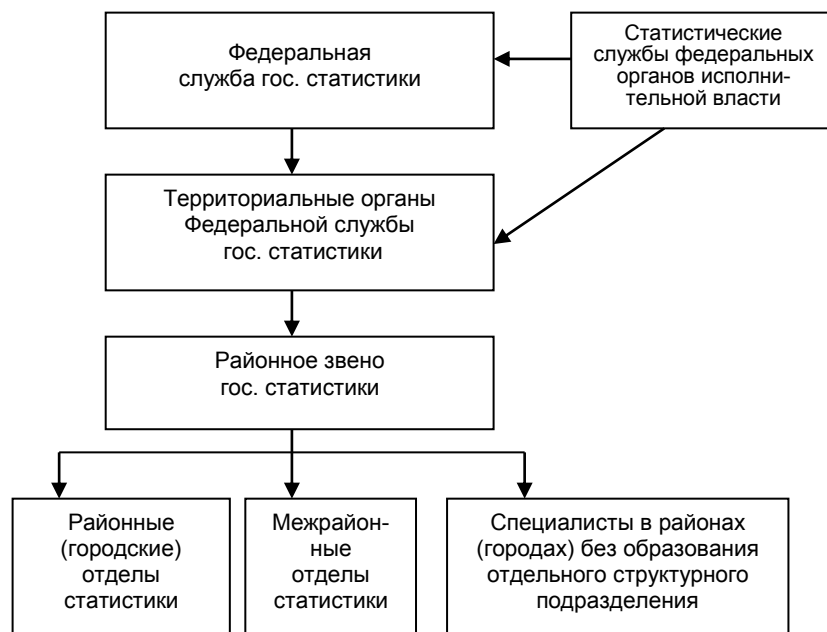 Федеральная
служба гос. статистики
Статистические
службы федеральных
органов исполни-
тельной власти
Территориальные органы
Федеральной службы
гос. статистики
Районное звено
гос. статистики
Районные
(городские)
отделы
статистики
Межрайон-
ные
отделы
статистики
Специалисты в районах
(городах) без образования
отдельного структурного
подразделения